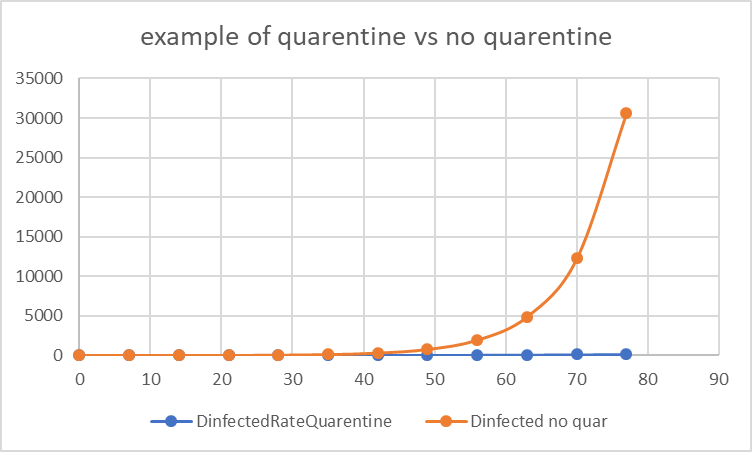 example of quarentine vs no quarentine
35000
30000
25000
20000
15000
10000
5000
0
0 10 20 30 40 50 60 70 80 90
DinfectedRateQuarentine Dinfected no quar